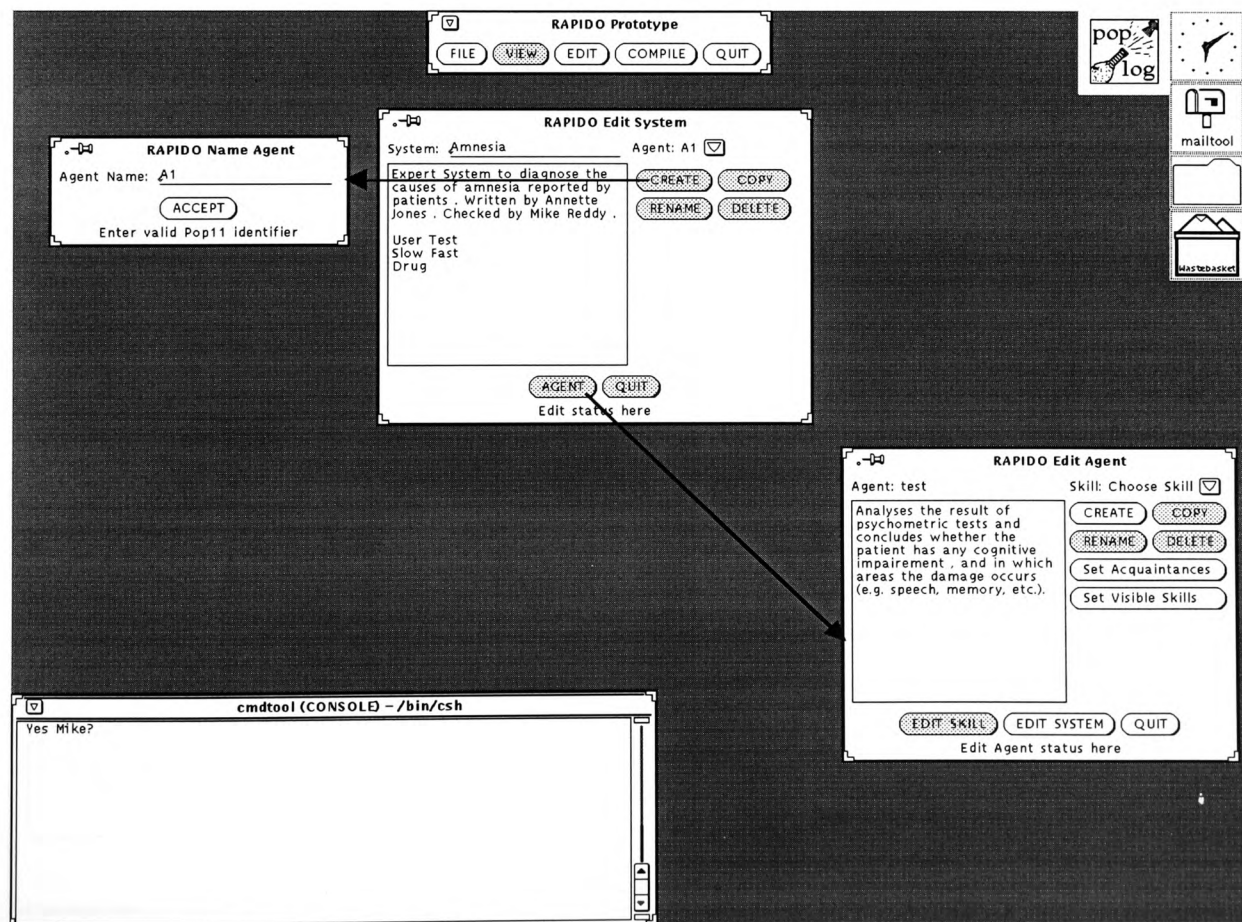 RAPIDO Prototype
FILE VIEW EDIT COMPILE QUIT
pop
log
mailtool
Wastebasket
RAPIDO Name Agent
Agent Name: A1
ACCEPT
Enter valid Pop11 identifier
RAPIDO Edit System
System: Amnesia Agent: A1
Expert System to diagnose the
causes of amnesia reported by
patients . Written by Annette
Jones . Checked by Mike Reddy .
User Test
Slow Fast
Drug
CREATE COPY
RENAME DELETE
AGENT QUIT
Edit status here
RAPIDO Edit Agent
Agent: test Skill: Choose Skill
Analyses the result of
psychometric tests and
concludes whether the
patient has any cognitive
impairement , and in which
areas the damage occurs
(e.g. speech, memory, etc.).
CREATE COPY
RENAME DELETE
Set Acquaintances
Set Visible Skills
EDIT SKILL EDIT SYSTEM QUIT
Edit Agent status here
cmdtool (CONSOLE) - /bin/csh
Yes Mike?